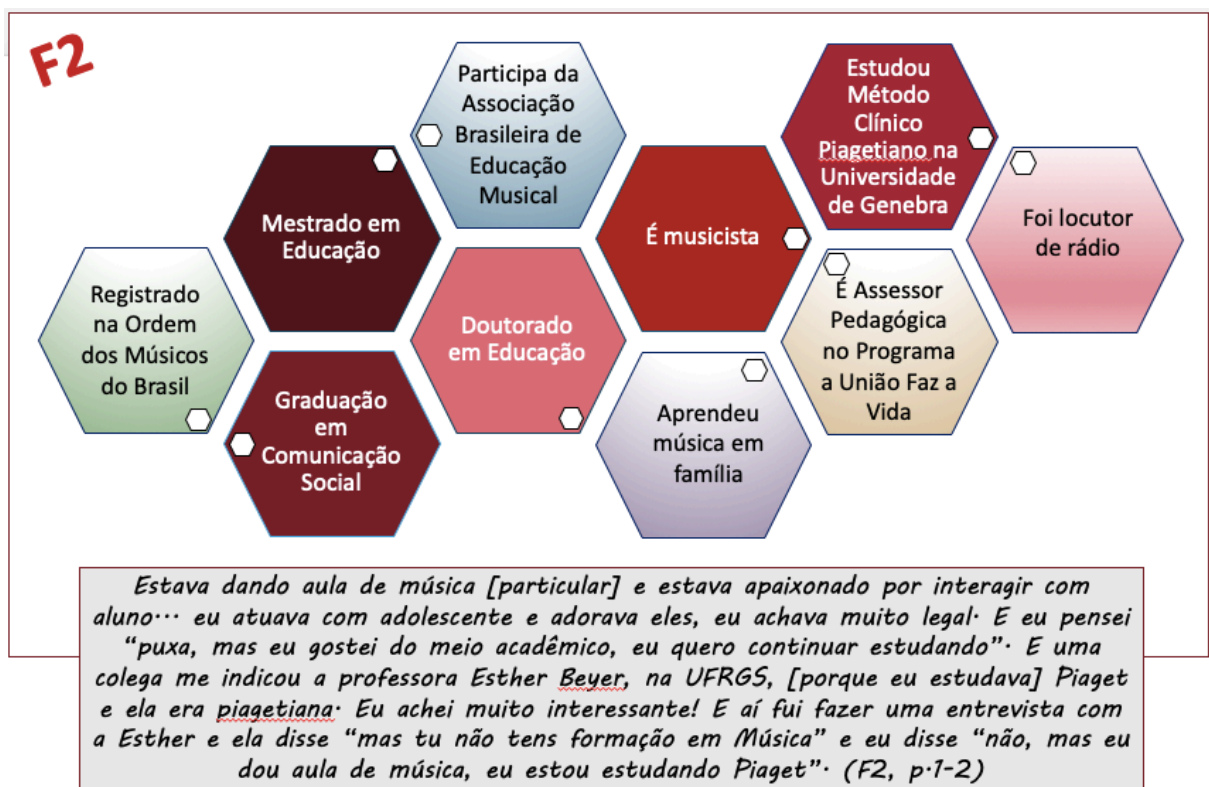 F2
Registrado
na Ordem
dos Músicos
do Brasil
Mestrado em
Educação
Graduação
em
Comunicação
Social
Participa da
Associação
Brasileira de
Educação
Musical
Doutorado
em Educação
É musicista
Aprendeu
música em
família
Estudou
Método
Clínico
Piagetiano na
Universidade
de Genebra
É Assessor
Pedagógica
no Programa
a União Faz a
Vida
Foi locutor
de rádio
Estava dando aula de música [particular] e estava apaixonado por interagir com
aluno... eu atuava com adolescente e adorava eles, eu achava muito legal. E eu pensei
“puxa, mas eu gostei do meio acadêmico, eu quero continuar estudando”. E uma
colega me indicou a professora Esther Beyer, na UFRGS, [porque eu estudava] Piaget
e ela era piagetiana. Eu achei muito interessante! E aí fui fazer uma entrevista com
a Esther e ela disse “mas tu não tens formação em Música” e eu disse “não, mas eu
dou aula de música, eu estou estudando Piaget”. (F2, p.1-2)